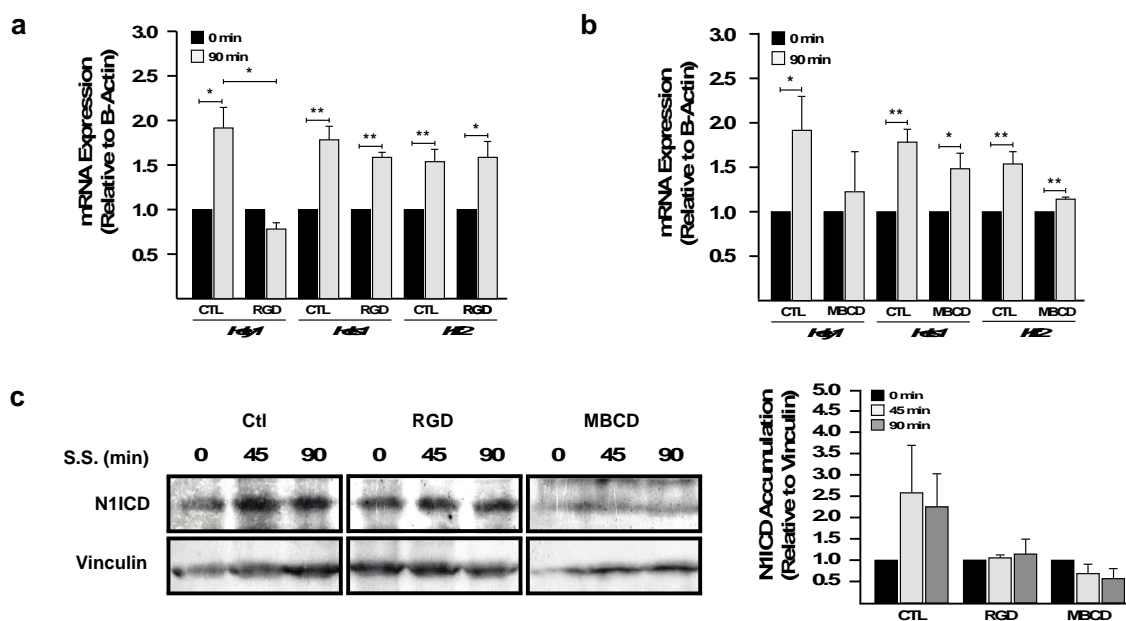 a
3.0
0 min
90 min
2.5
*
*
** ** *
2.0
**
1.5
1.0
0.5
mRNA Expression
(Relative to B-Actin)
CTL RGD CTL RGD CTL RGD
b
3.0
0 min
90 min
2.5
*
** * **
2.0
**
1.5
1.0
0.5
mRNA Expression
(Relative to B-Actin)
CTL MBCD CTL MBCD CTL MBCD
c
Ctl RGD MBCD
S.S. (min) 0 45 90 0 45 90 0 45 90
N1ICD
Vinculin
5.0
0 min
4.5
45 min
4.0
90 min
3.5
3.0
2.5
2.0
1.5
1.0
0.5
N1ICD Accumulation
(Relative to Vinculin)
CTL RGD MBCD